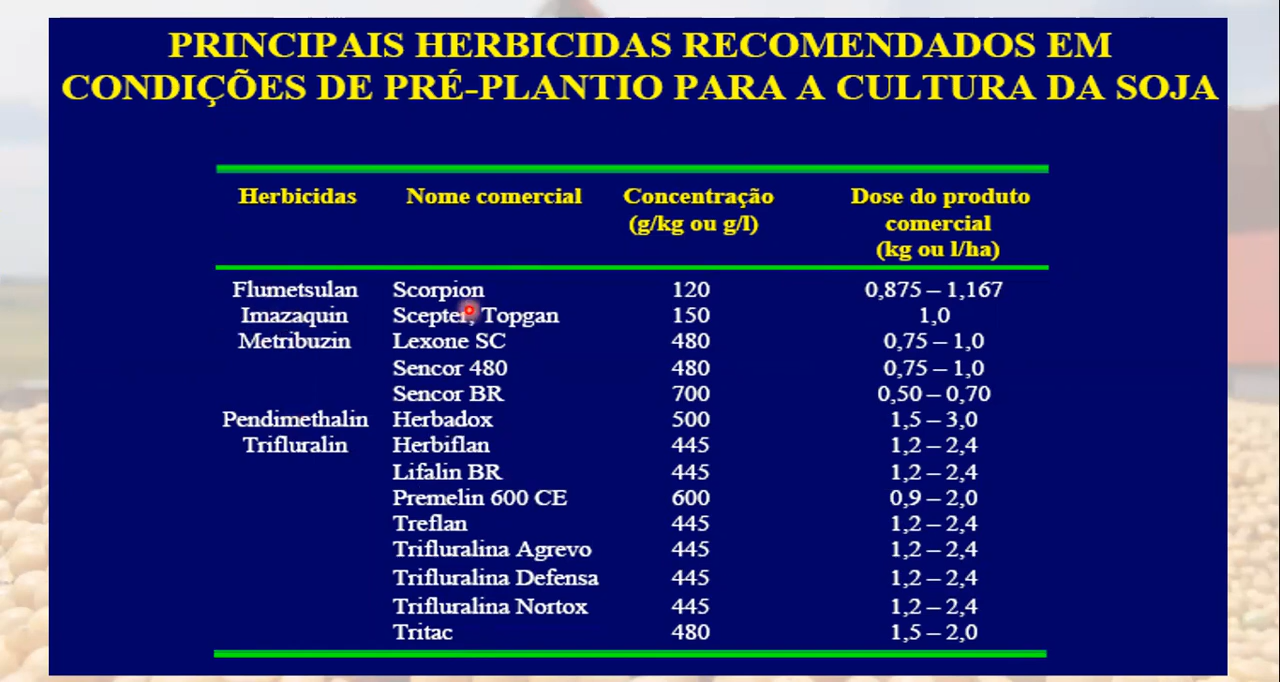 PRINCIPAIS HERBICIDAS RECOMENDADOS EM
CONDIÇÕES DE PRÉ-PLANTIO PARA A CULTURA DA SOJA
Herbicidas Nome comercial Concentração (g/kg ou g/l) Dose do produto comercial (kg ou l/ha)
Flumetsulan Scorpion 120 0,875 – 1,167
Imazaquin Scepter, Topgan 150 1,0
Metribuzin Lexone SC 480 0,75 – 1,0
Sencor 480 480 0,75 – 1,0
Sencor BR 700 0,50 – 0,70
Pendimethalin Herbadox 500 1,5 – 3,0
Trifluralin Herbiflan 445 1,2 – 2,4
Lifalin BR 445 1,2 – 2,4
Premelin 600 CE 600 0,9 – 2,0
Treflan 445 1,2 – 2,4
Trifluralina Agrevo 445 1,2 – 2,4
Trifluralina Defensa 445 1,2 – 2,4
Trifluralina Nortox 445 1,2 – 2,4
Tritac 480 1,5 – 2,0